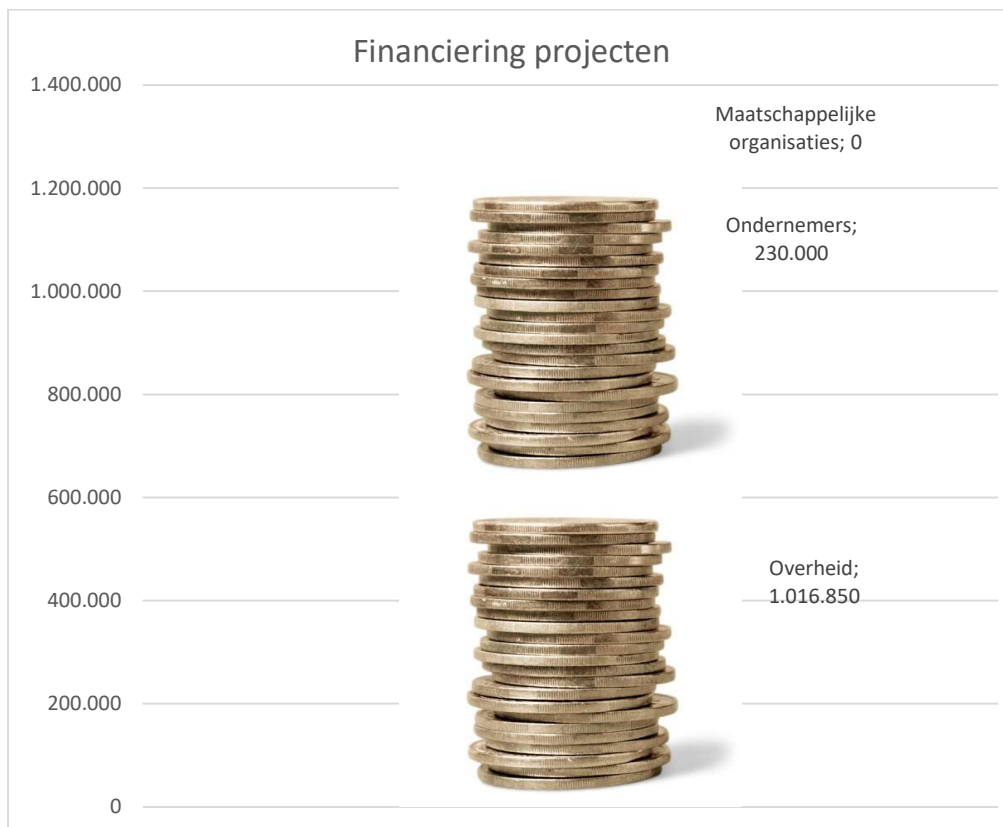 Financiering projecten
1.400.000
Maatschappelijke
organisaties; 0
1.200.000
Ondernemers;
230.000
1.000.000
800.000
600.000
Overheid;
1.016.850
400.000
200.000
0